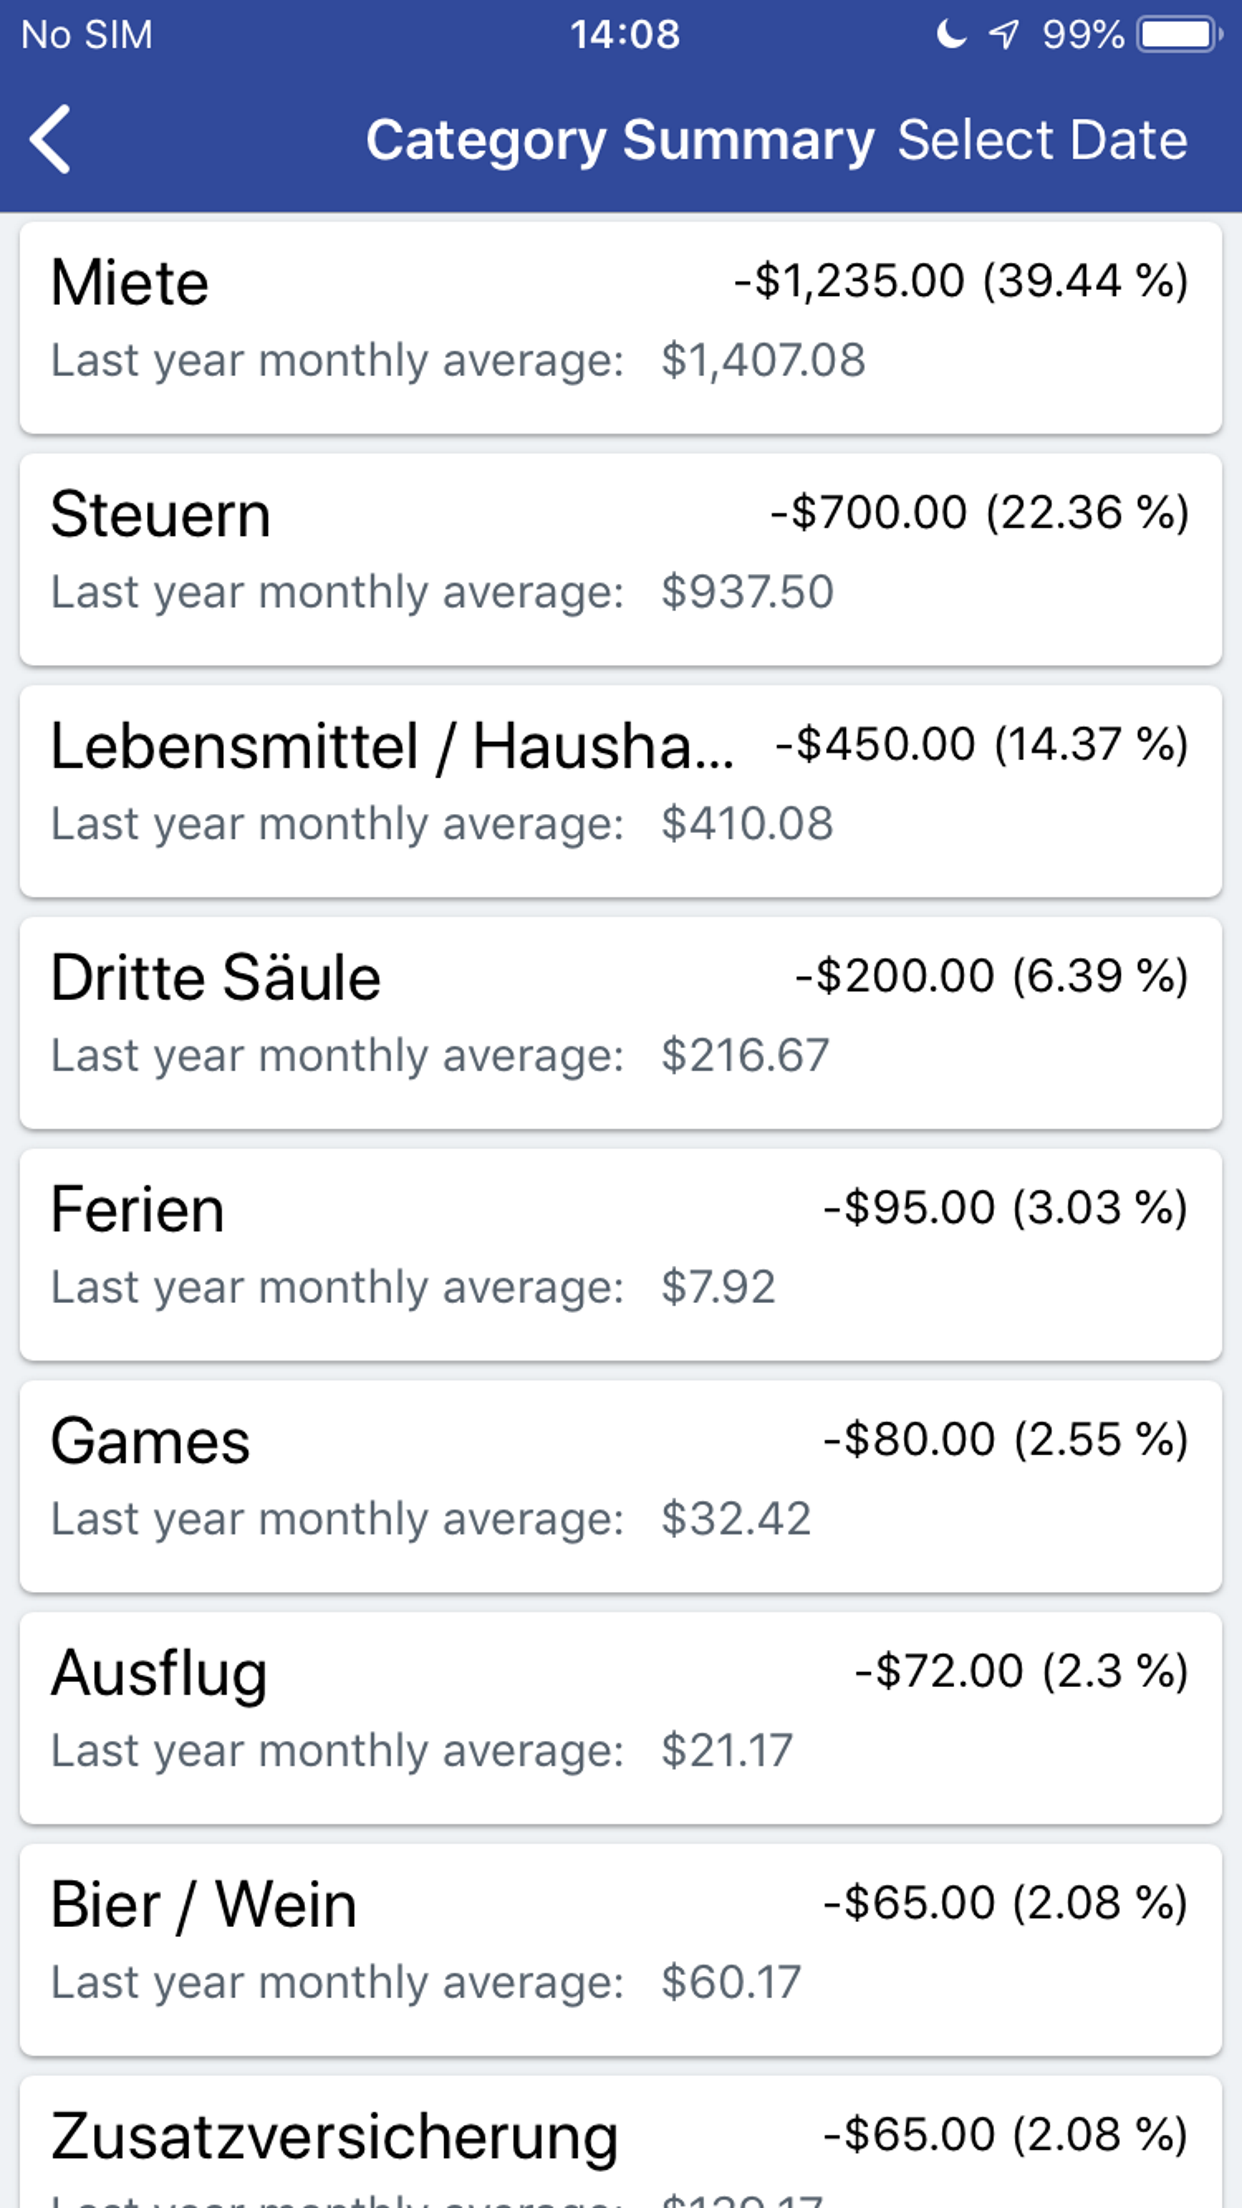 No SIM 14:08 99%
Category Summary Select Date
Miete -$1,235.00 (39.44 %)
Last year monthly average: $1,407.08
Steuern -$700.00 (22.36 %)
Last year monthly average: $937.50
Lebensmittel / Hausha... -$450.00 (14.37 %)
Last year monthly average: $410.08
Dritte Säule -$200.00 (6.39 %)
Last year monthly average: $216.67
Ferien -$95.00 (3.03 %)
Last year monthly average: $7.92
Games -$80.00 (2.55 %)
Last year monthly average: $32.42
Ausflug -$72.00 (2.3 %)
Last year monthly average: $21.17
Bier / Wein -$65.00 (2.08 %)
Last year monthly average: $60.17
Zusatzversicherung -$65.00 (2.08 %)
Last year monthly average: